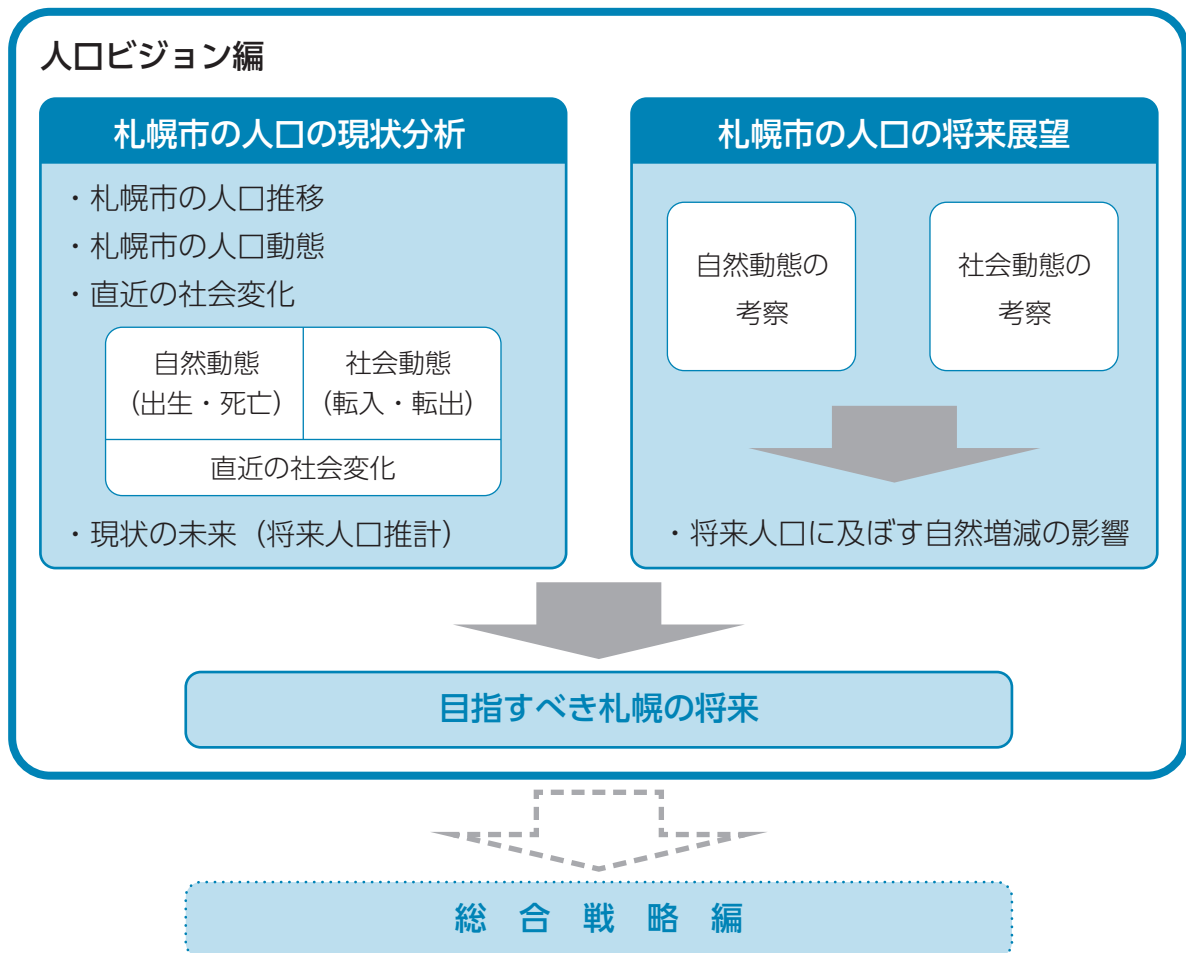 人口ビジョン編
札幌市の人口の現状分析
・札幌市の人口推移
・札幌市の人口動態
・直近の社会変化
自然動態
（出生・死亡）
社会動態
（転入・転出）
直近の社会変化
・現状の未来（将来人口推計）
札幌市の人口の将来展望
自然動態の
考察
社会動態の
考察
・将来人口に及ぼす自然増減の影響
目指すべき札幌の将来
総合戦略編